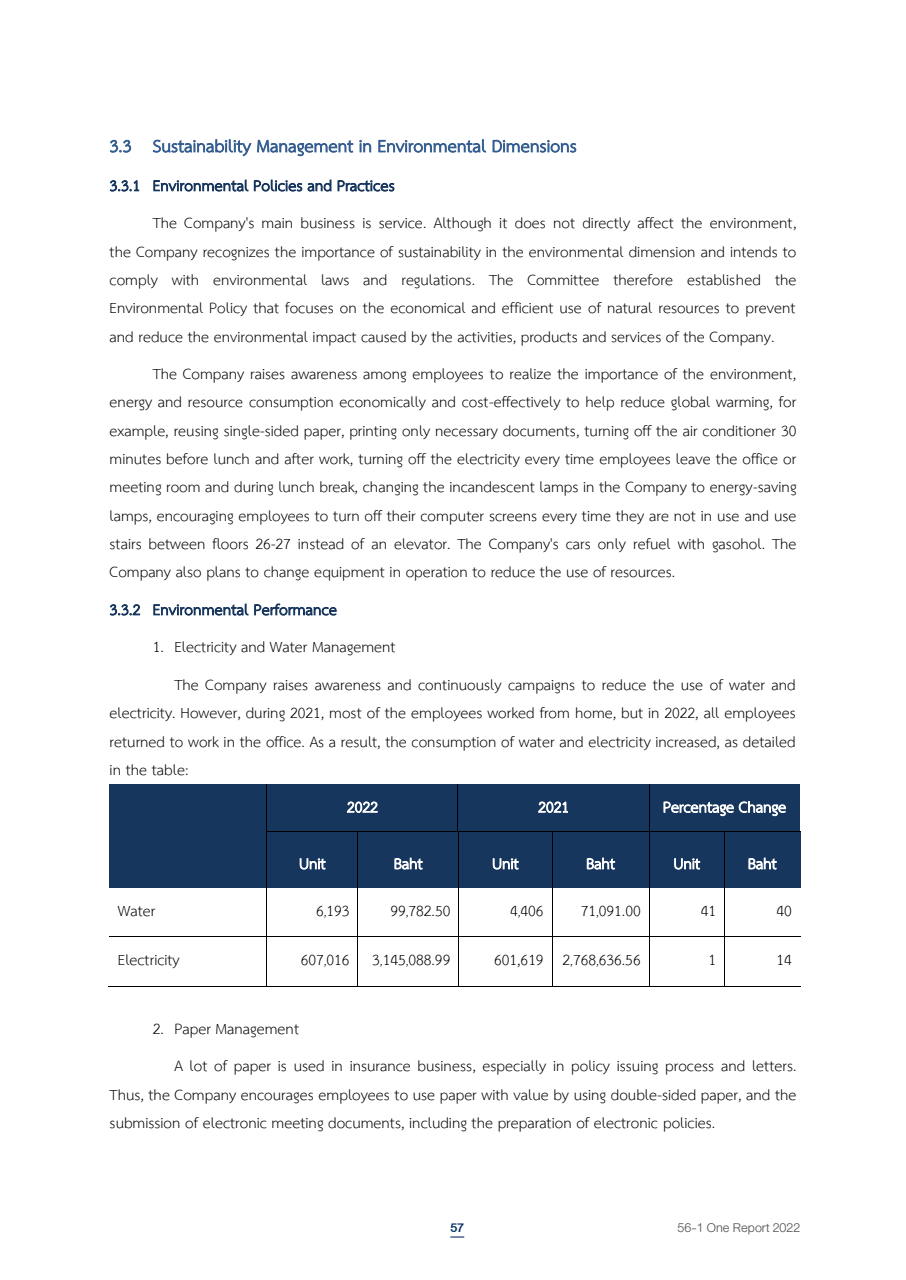 3.3 Sustainability Management in Environmental Dimensions
3.3.1 Environmental Policies and Practices
The Company's main business is service. Although it does not directly affect the environment,
the Company recognizes the importance of sustainability in the environmental dimension and intends to
comply with environmental laws and regulations. The Committee therefore established the
Environmental Policy that focuses on the economical and efficient use of natural resources to prevent
and reduce the environmental impact caused by the activities, products and services of the Company.
The Company raises awareness among employees to realize the importance of the environment,
energy and resource consumption economically and cost-effectively to help reduce global warming, for
example, reusing single-sided paper, printing only necessary documents, turning off the air conditioner 30
minutes before lunch and after work, turning off the electricity every time employees leave the office or
meeting room and during lunch break, changing the incandescent lamps in the Company to energy-saving
lamps, encouraging employees to turn off their computer screens every time they are not in use and use
stairs between floors 26-27 instead of an elevator. The Company's cars only refuel with gasohol. The
Company also plans to change equipment in operation to reduce the use of resources.
3.3.2 Environmental Performance
1. Electricity and Water Management
The Company raises awareness and continuously campaigns to reduce the use of water and
electricity. However, during 2021, most of the employees worked from home, but in 2022, all employees
returned to work in the office. As a result, the consumption of water and electricity increased, as detailed
in the table:
2022 2021 Percentage Change
Unit Baht Unit Baht Unit Baht
Water 6,193 99,782.50 4,406 71,091.00 41 40
Electricity 607,016 3,145,088.99 601,619 2,768,636.56 1 14
2. Paper Management
A lot of paper is used in insurance business, especially in policy issuing process and letters.
Thus, the Company encourages employees to use paper with value by using double-sided paper, and the
submission of electronic meeting documents, including the preparation of electronic policies.
57 56-1 One Report 2022